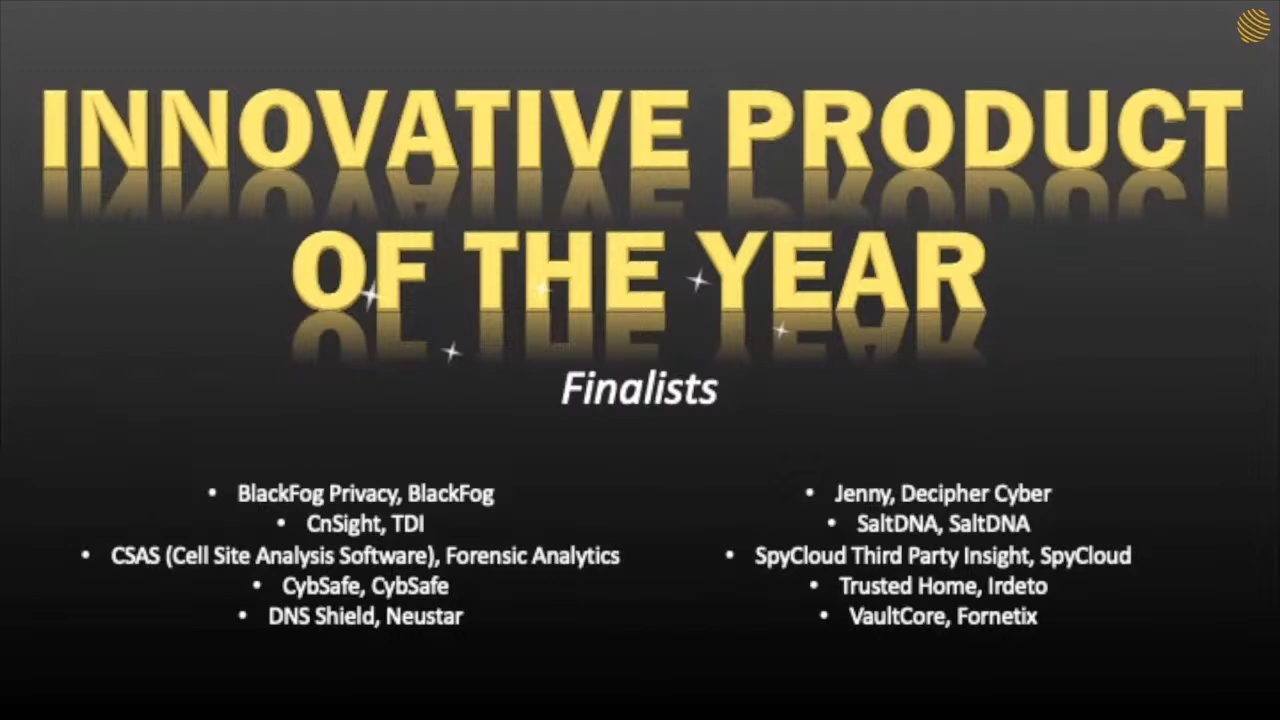 INNOVATIVE PRODUCT
OF THE YEAR
Finalists
• BlackFog Privacy, BlackFog
• CnSight, TDI
• CSAS (Cell Site Analysis Software), Forensic Analytics
• CybSafe, CybSafe
• DNS Shield, Neustar
• Jenny, Decipher Cyber
• SaltDNA, SaltDNA
• SpyCloud Third Party Insight, SpyCloud
• Trusted Home, Irdeto
• VaultCore, Fornetix